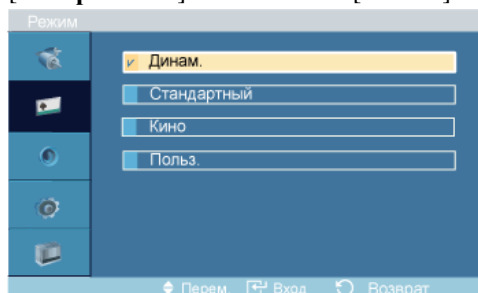 Режим
Динам.
Стандартный
Кино
Польз.
Перем. Вход Возврат